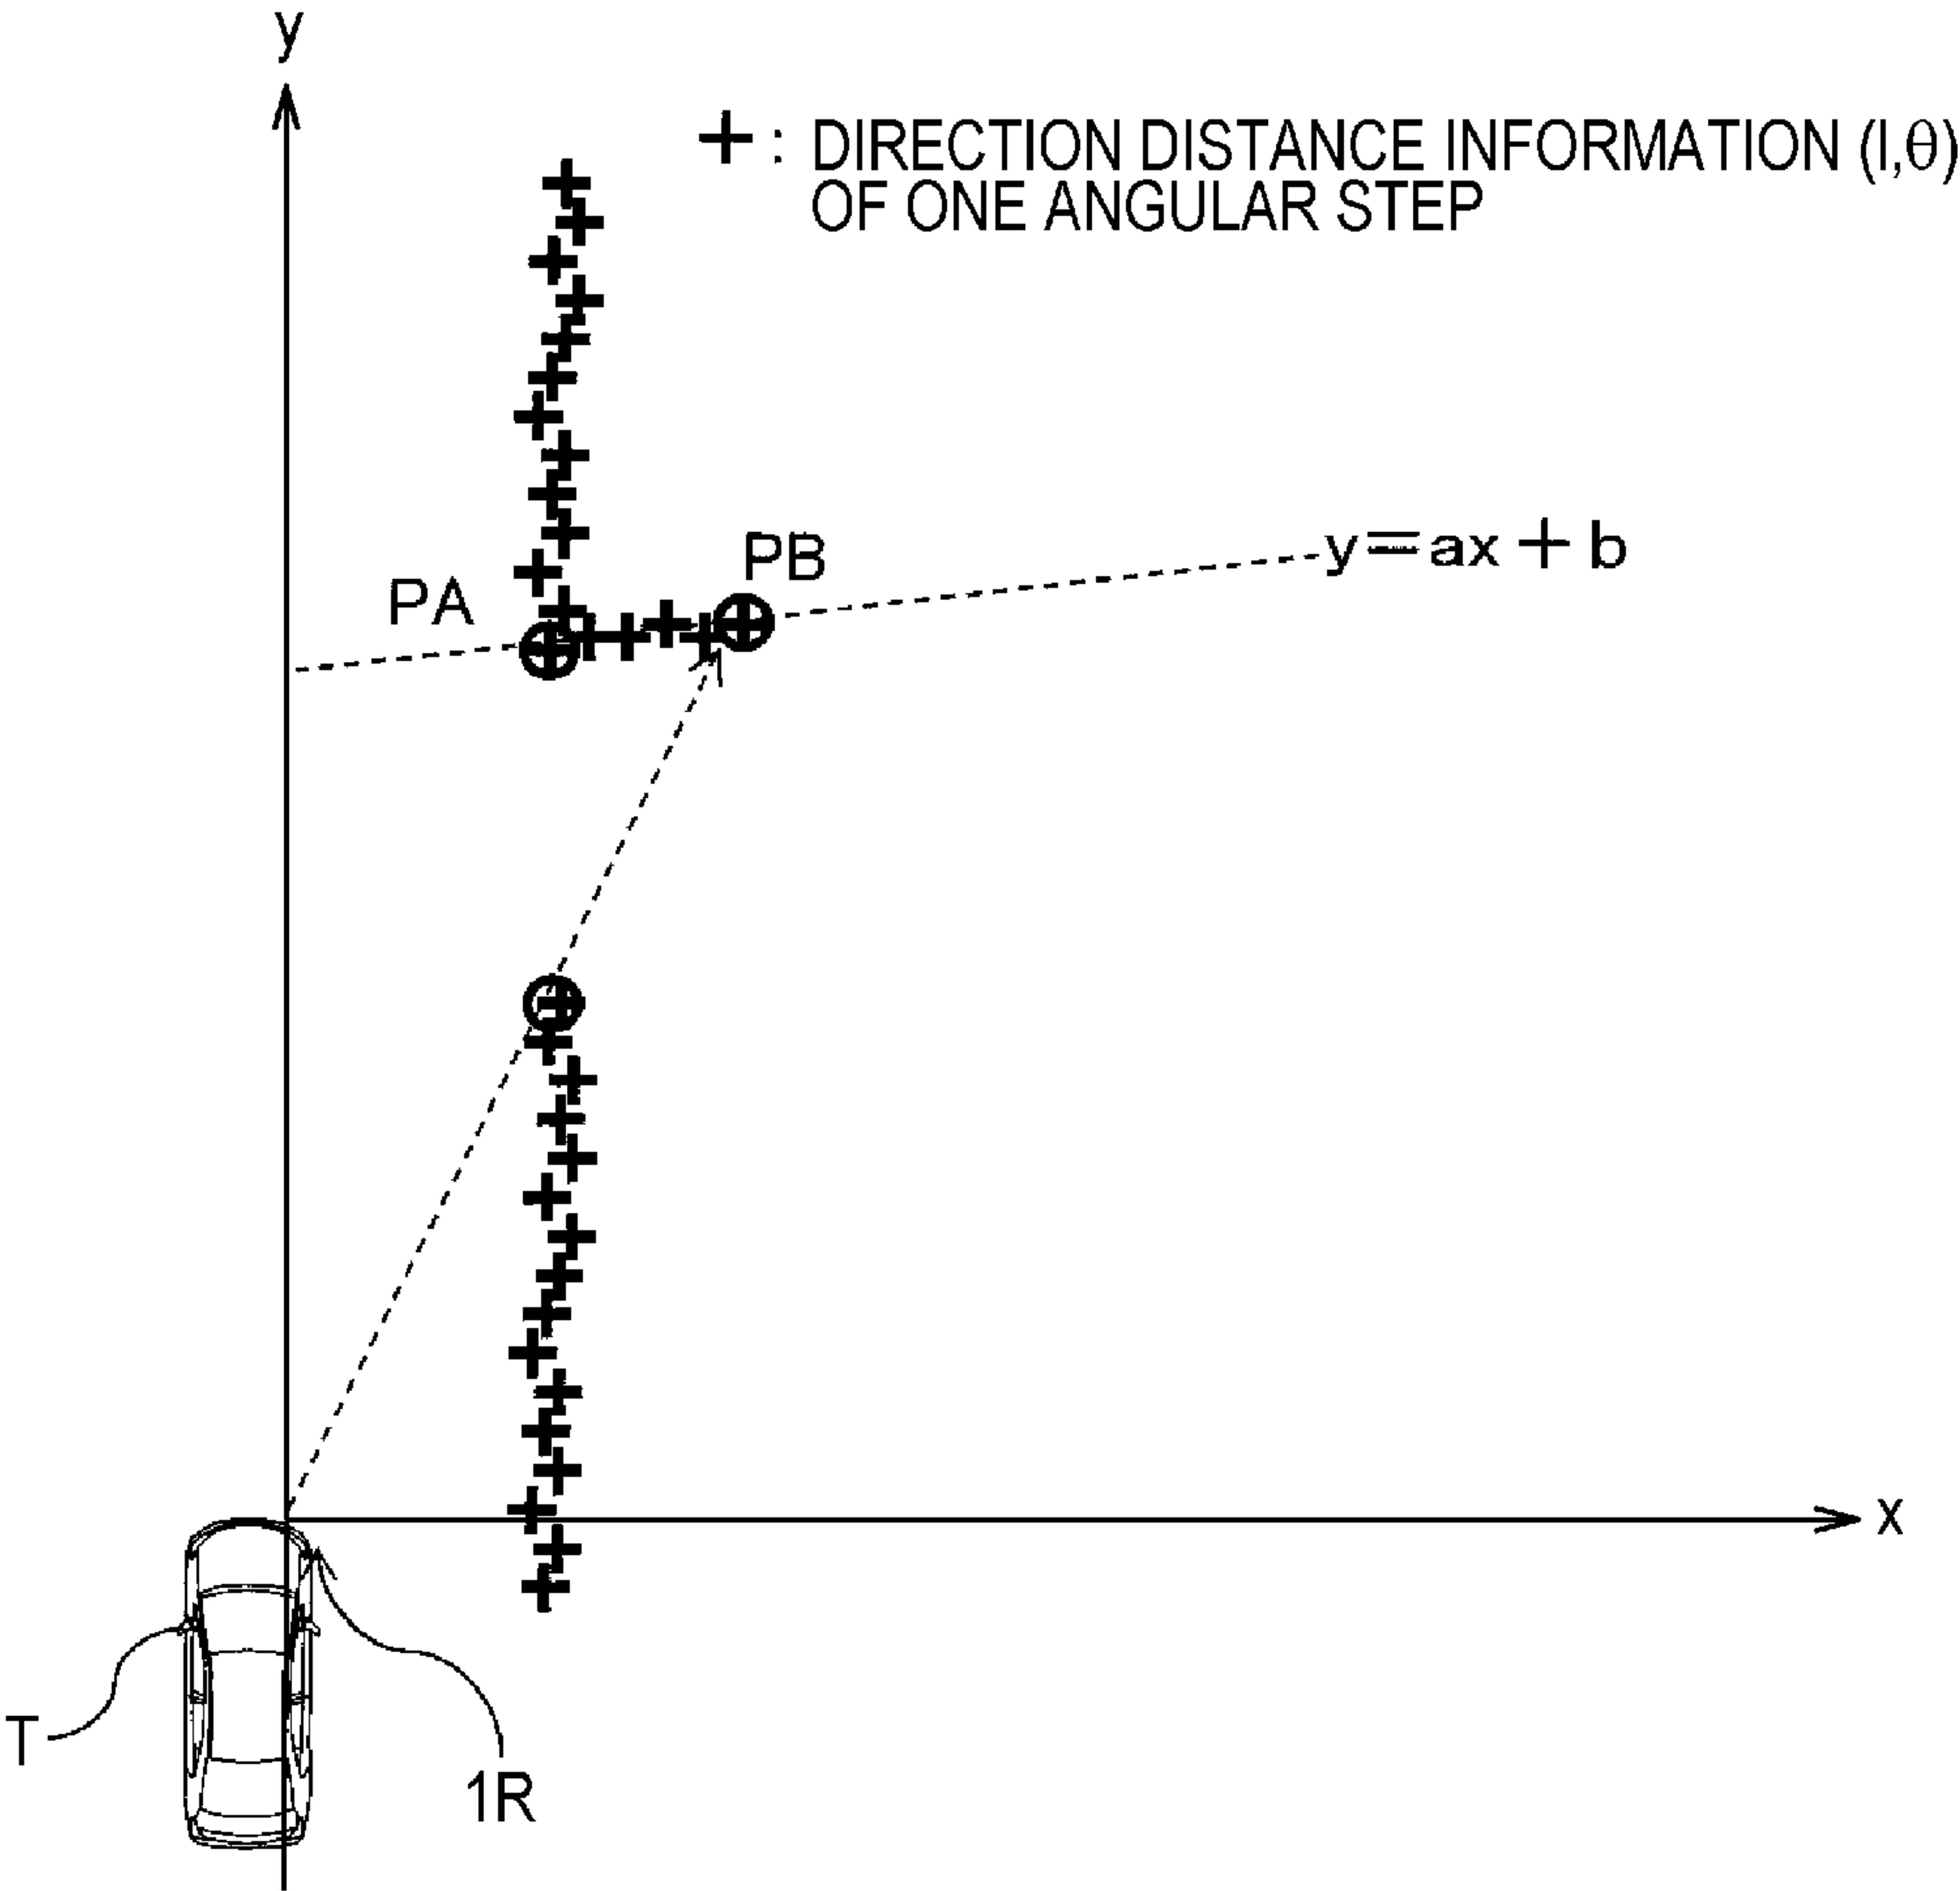 y
+ : DIRECTION DISTANCE INFORMATION (l,θ)
OF ONE ANGULAR STEP
PB
y=ax+b
PA
x
T
1R